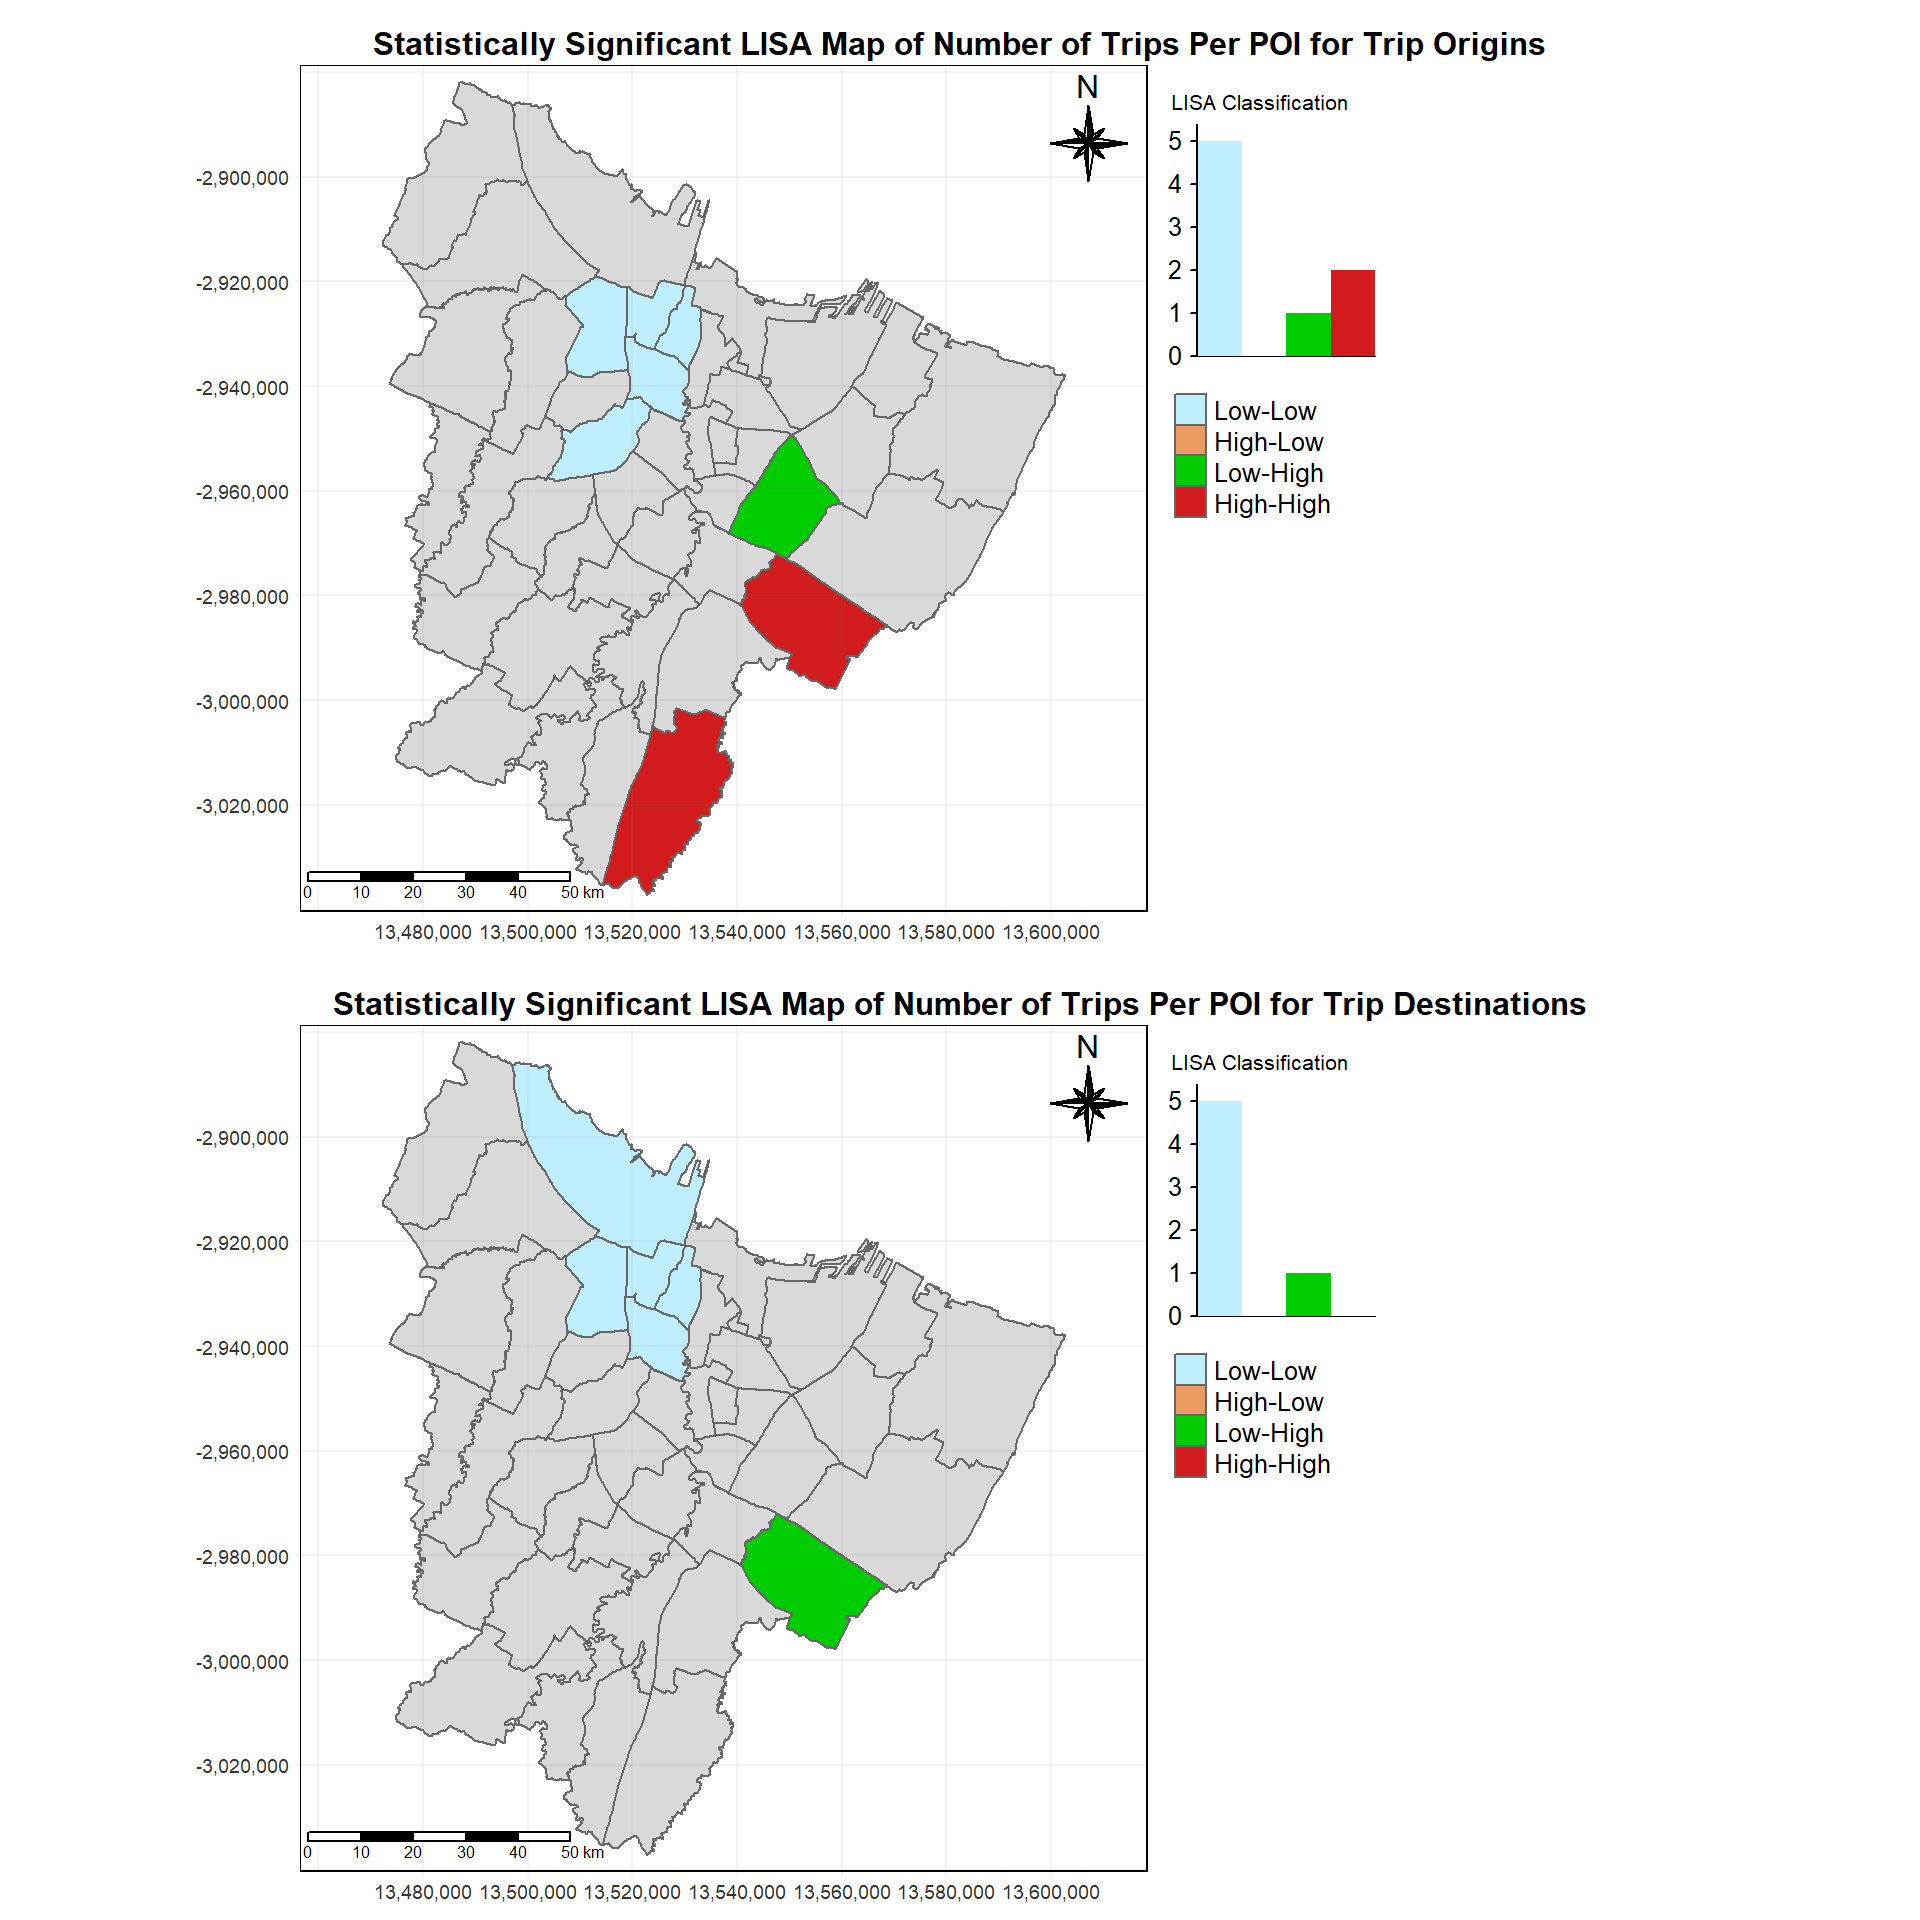 Statistically Significant LISA Map of Number of Trips Per POI for Trip Origins
N
LISA Classification
5
4
3
2
1
0
Low-Low
High-Low
Low-High
High-High
-2,900,000
-2,920,000
-2,940,000
-2,960,000
-2,980,000
-3,000,000
-3,020,000
0 10 20 30 40 50 km
13,480,000 13,500,000 13,520,000 13,540,000 13,560,000 13,580,000 13,600,000
Statistically Significant LISA Map of Number of Trips Per POI for Trip Destinations
N
LISA Classification
5
4
3
2
1
0
Low-Low
High-Low
Low-High
High-High
-2,900,000
-2,920,000
-2,940,000
-2,960,000
-2,980,000
-3,000,000
-3,020,000
0 10 20 30 40 50 km
13,480,000 13,500,000 13,520,000 13,540,000 13,560,000 13,580,000 13,600,000